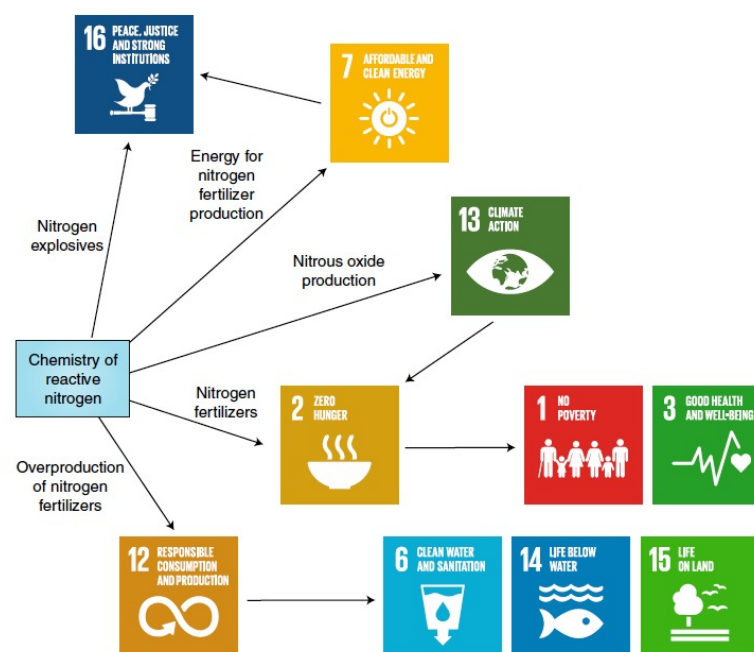 16 PEACE, JUSTICE
AND STRONG
INSTITUTIONS
7 AFFORDABLE AND
CLEAN ENERGY
Energy for
nitrogen
fertilizer
production
Nitrogen
explosives
13 CLIMATE
ACTION
Nitrous oxide
production
Chemistry of
reactive
nitrogen
Nitrogen
fertilizers
2 ZERO
HUNGER
1 NO
POVERTY
3 GOOD HEALTH
AND WELL-BEING
Overproduction
of nitrogen
fertilizers
12 RESPONSIBLE
CONSUMPTION
AND PRODUCTION
6 CLEAN WATER
AND SANITATION
14 LIFE BELOW
WATER
15 LIFE
ON LAND